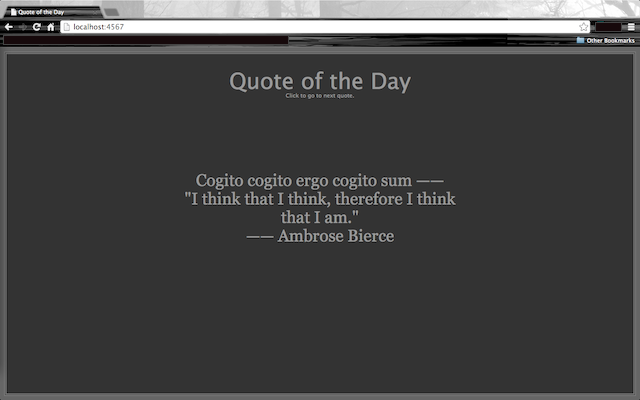 Quote of the Day
localhost:4567
Other Bookmarks
Quote of the Day
Click to go to next quote.
Cogito cogito ergo cogito sum ——
"I think that I think, therefore I think
that I am."
—— Ambrose Bierce